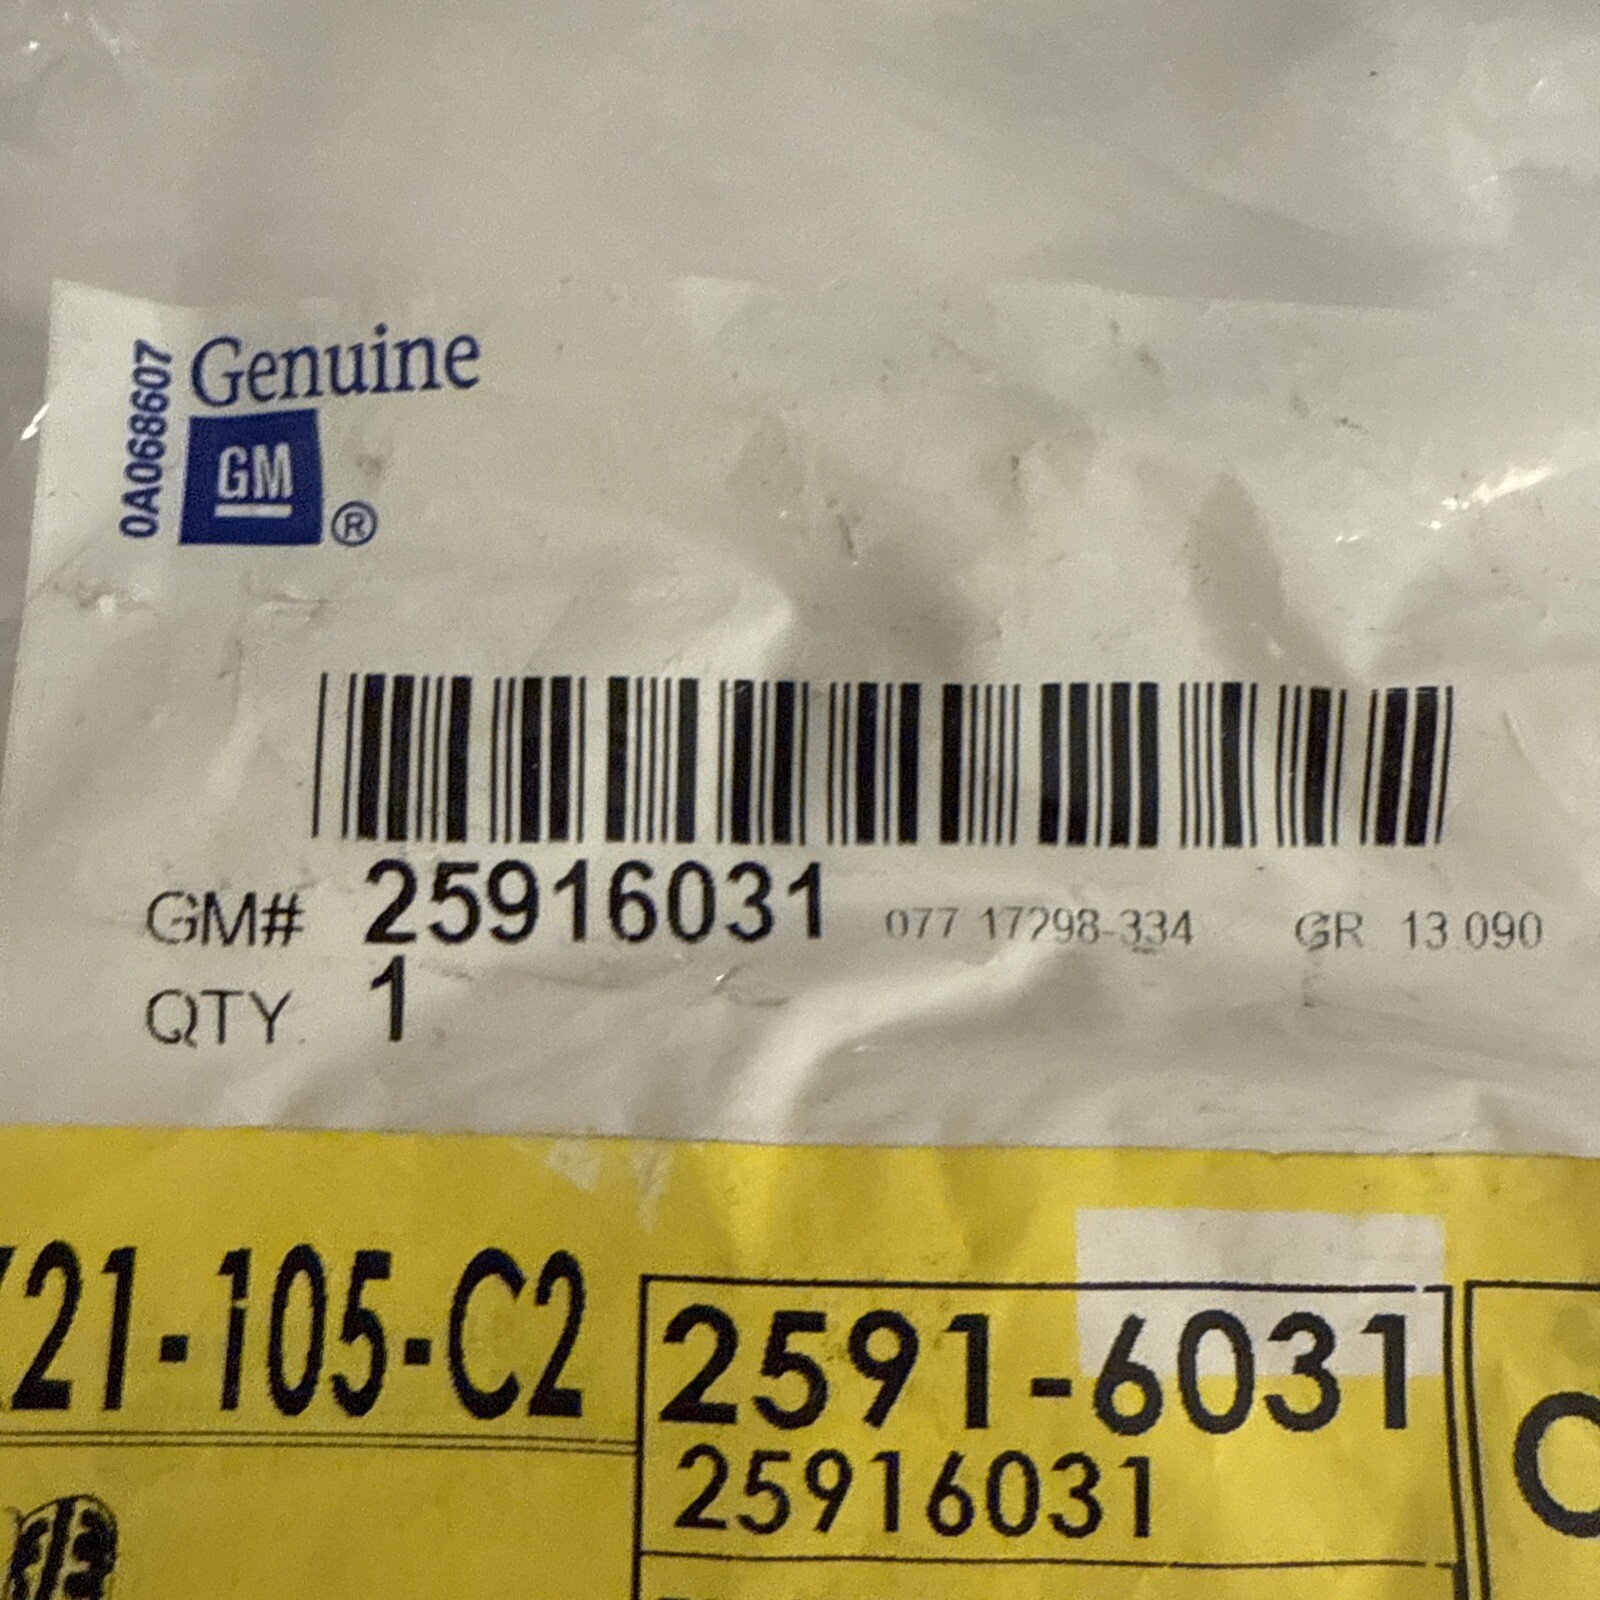 0A068607
Genuine
GM ®
GM# 25916031 077 17298-334 GR 13.090
QTY. 1
21-105-C2
2591-6031
25916031